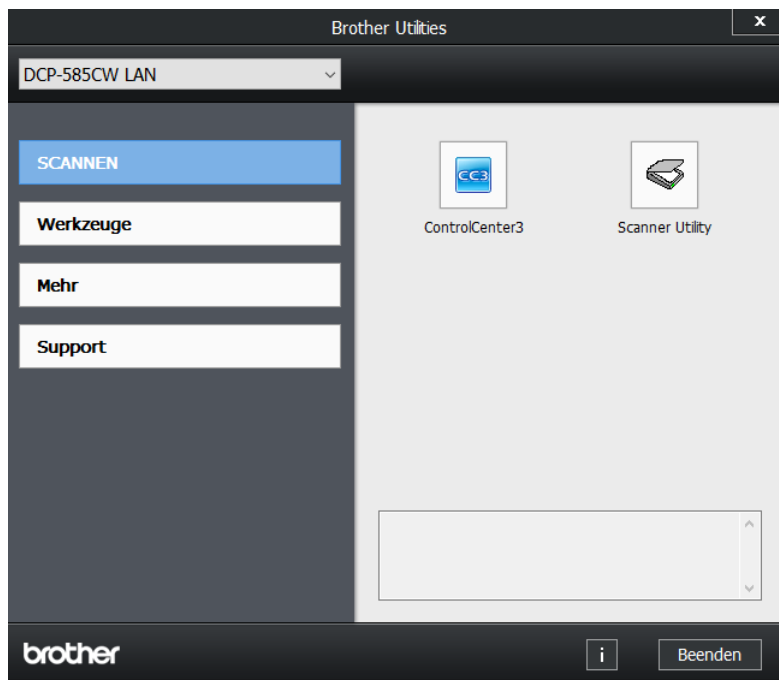 Brother Utilities
x
DCP-585CW LAN
SCANNEN
Werkzeuge
Mehr
Support
CC3
ControlCenter3
Scanner Utility
brother
i
Beenden